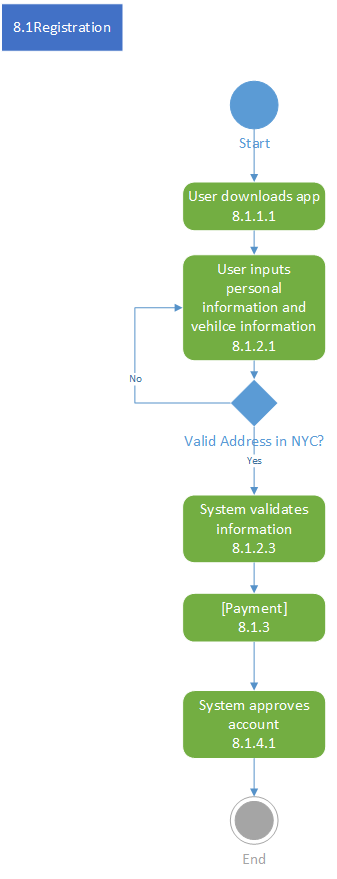 8.1Registration
Start
User downloads app
8.1.1.1
User inputs
personal
information and
vehilce information
8.1.2.1
No
Valid Address in NYC?
Yes
System validates
information
8.1.2.3
[Payment]
8.1.3
System approves
account
8.1.4.1
End